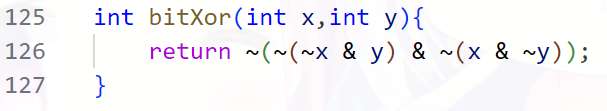 125 int bitXor(int x,int y){
126     return ~(~(~x & y) & ~(x & ~y));
127 }